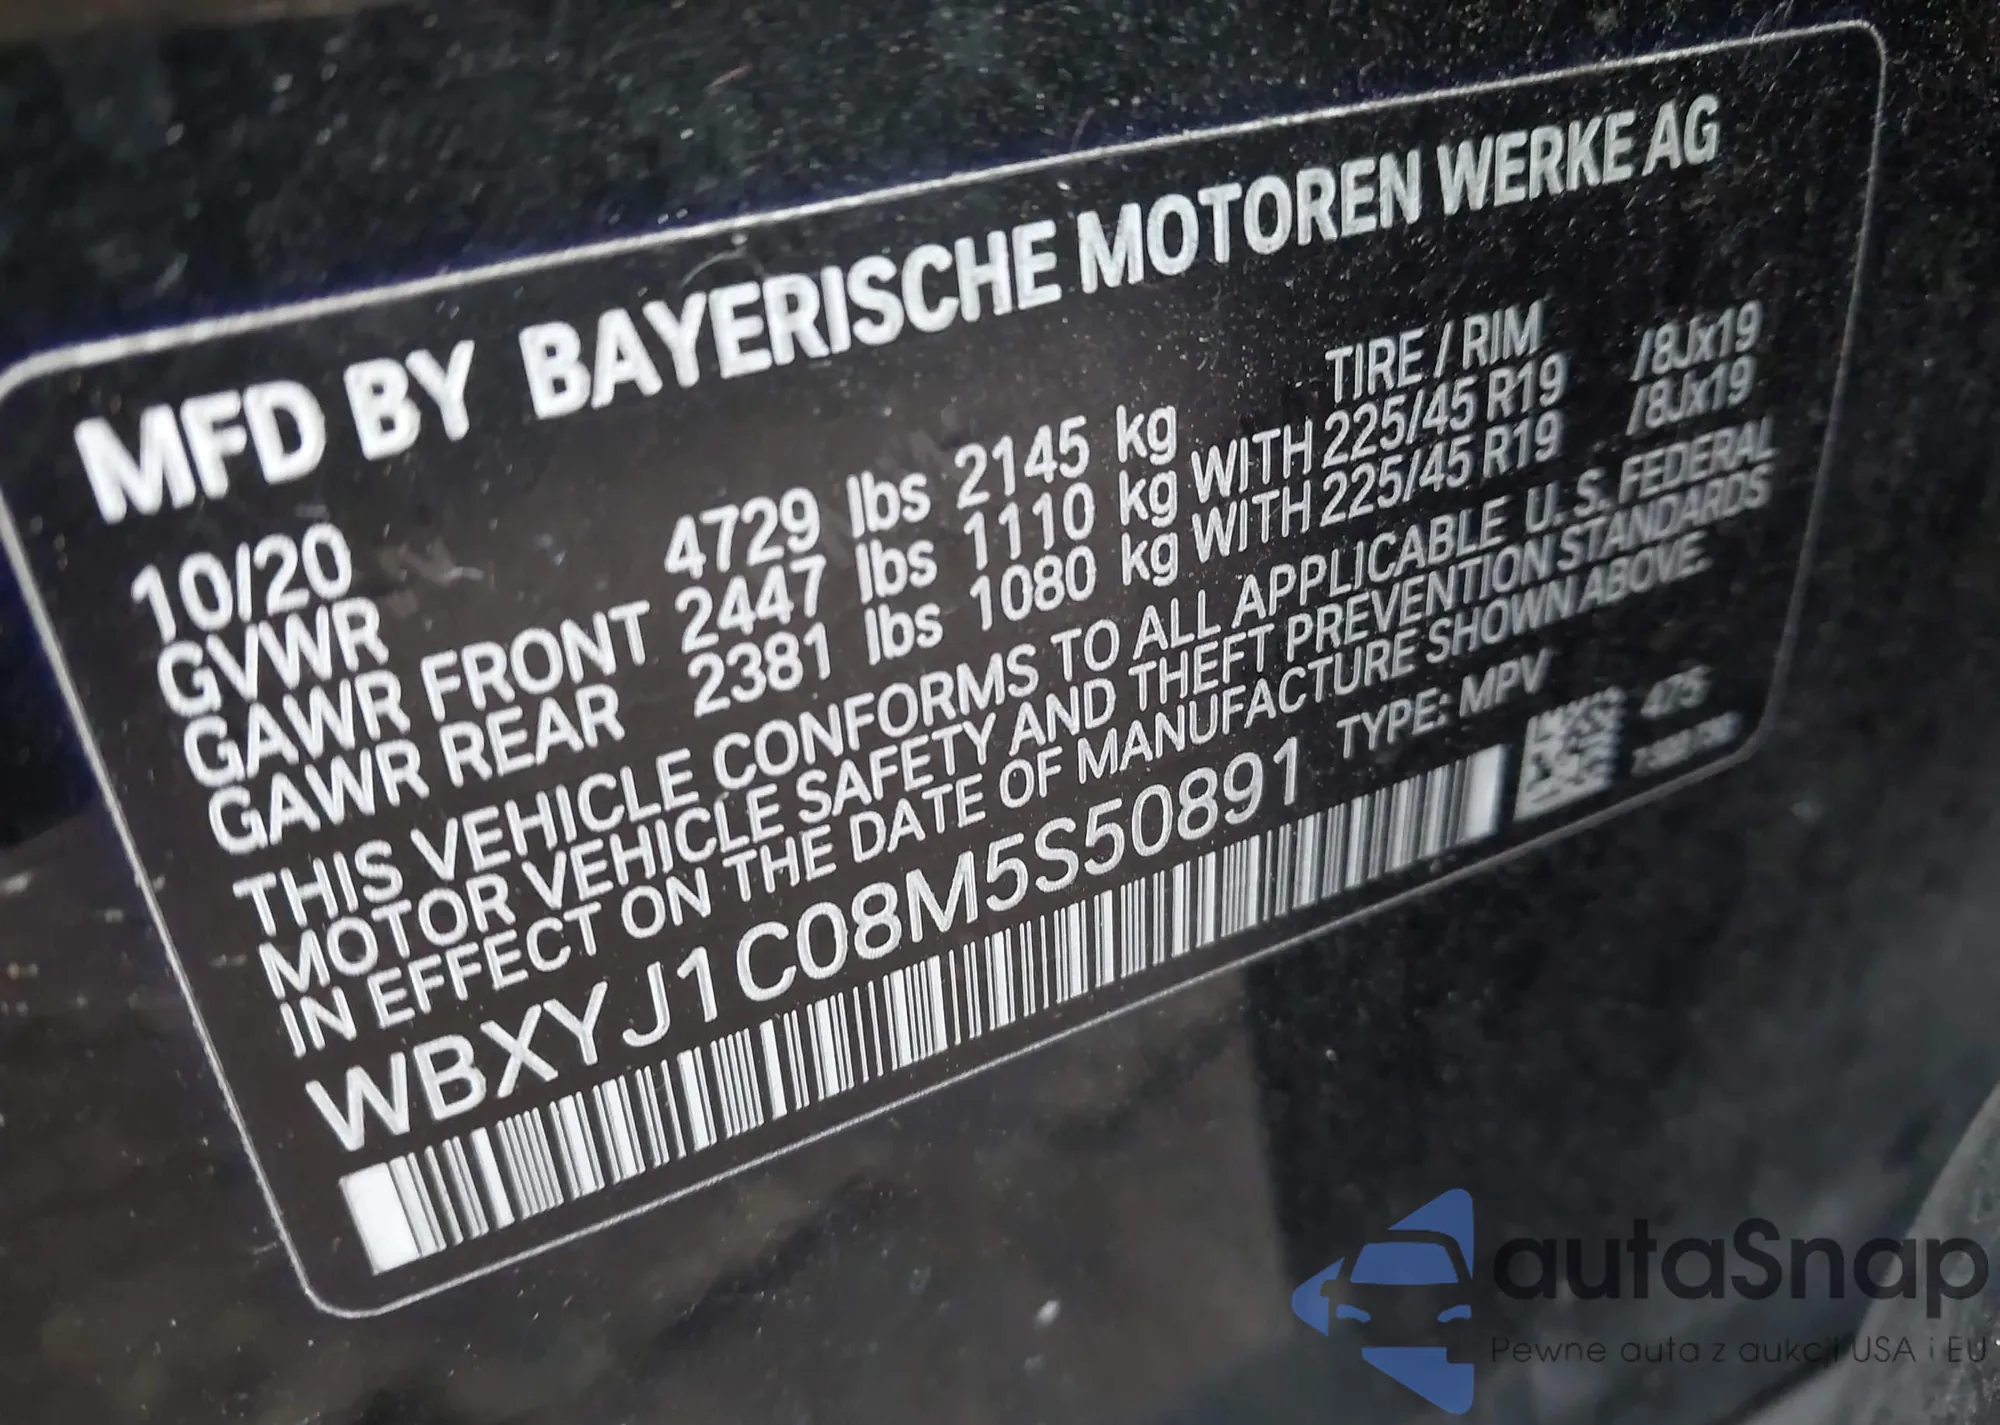 MFD BY BAYERISCHE MOTOREN WERKE AG
10/20 TIRE / RIM
GVWR 4729 lbs 2145 kg
GAWR FRONT 2447 lbs 1110 kg WITH 225/45 R19 /8Jx19
GAWR REAR 2381 lbs 1080 kg WITH 225/45 R19 /8Jx19
THIS VEHICLE CONFORMS TO ALL APPLICABLE U. S. FEDERAL
MOTOR VEHICLE SAFETY AND THEFT PREVENTION STANDARDS
IN EFFECT ON THE DATE OF MANUFACTURE SHOWN ABOVE.
WBXYJ1C08M5S50891 TYPE: MPV
475
autaSnap
Pewne auta z aukcji USA i EU